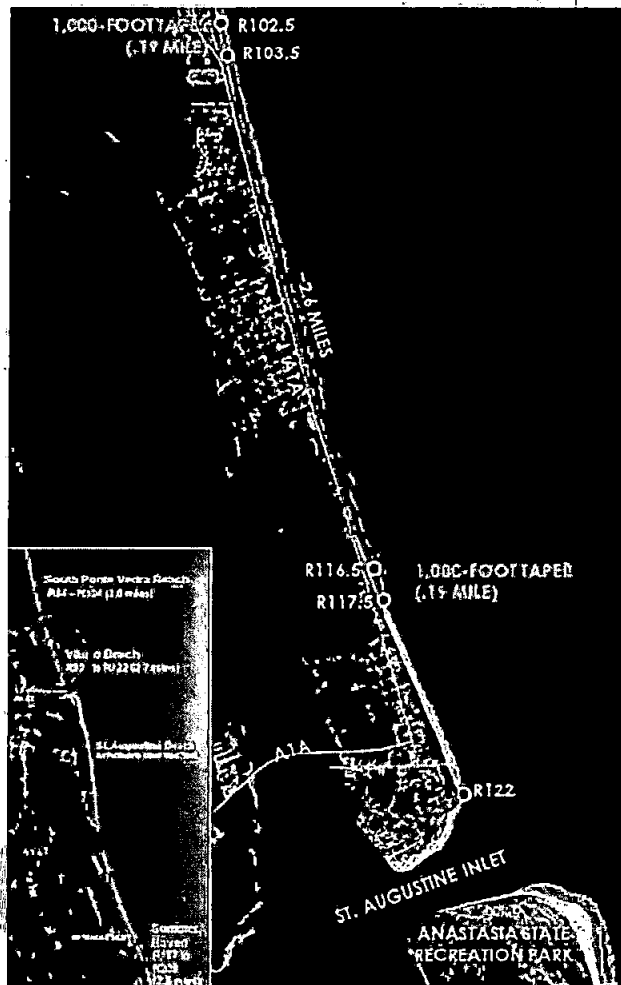 1,000-FOOT TAPER
(.19 MILE)
R102.5
R103.5
~2.6 MILES
A1A
R116.5
R117.5
1,000-FOOT TAPER
(.19 MILE)
South Ponte Vedra Beach
Beach
St. Augustine Beach
A1A
R122
ST. AUGUSTINE INLET
ANASTASIA STATE
RECREATION PARK
Haven